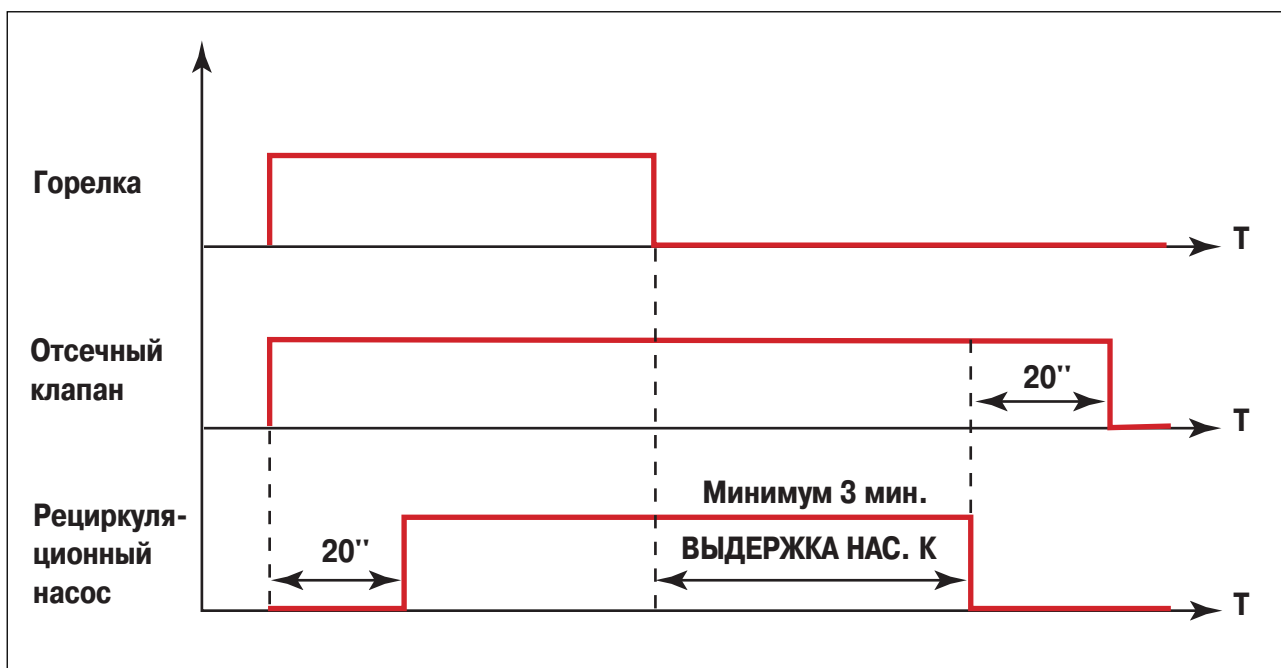 Горелка
T
Отсечный
клапан
20''
T
Рециркуля-
ционный
насос
20''
Минимум 3 мин.
ВЫДЕРЖКА НАС. К
T